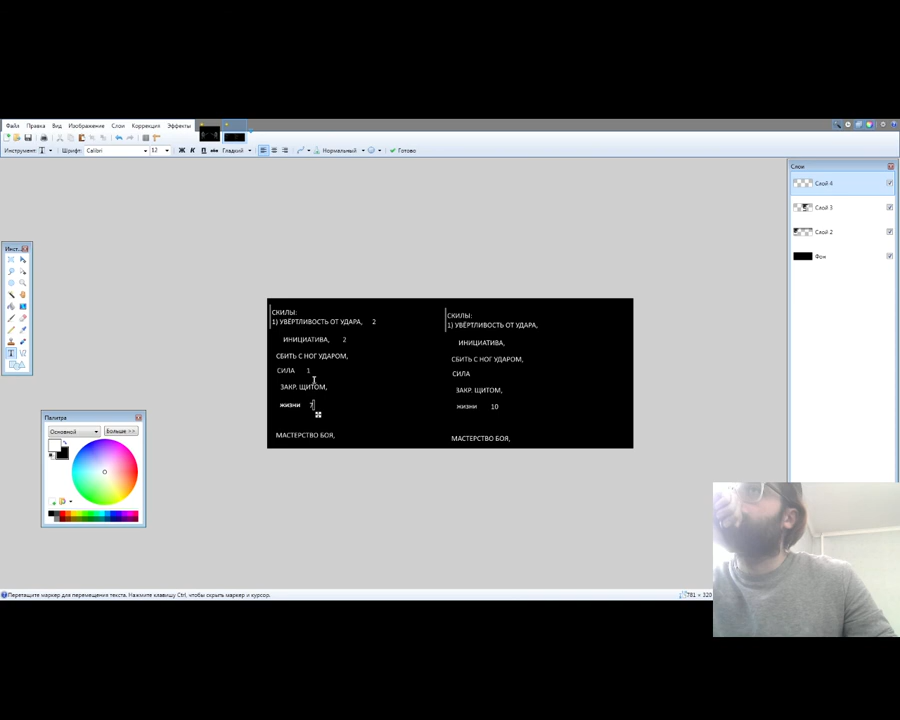 Файл Правка Вид Изображение Слои Коррекция Эффекты
Инструмент: Шрифт: Calibri 12 Ж К Ч abc Гладкий Нормальный Готово
Инст...
Слои
Слой 4
Слой 3
Слой 2
Фон
СКИЛЫ:
1) УВЁРТЛИВОСТЬ ОТ УДАРА, 2
ИНИЦИАТИВА, 2
СБИТЬ С НОГ УДАРОМ,
СИЛА 1
ЗАКР. ЩИТОМ,
жизни 7
МАСТЕРСТВО БОЯ,
СКИЛЫ:
1) УВЁРТЛИВОСТЬ ОТ УДАРА,
ИНИЦИАТИВА,
СБИТЬ С НОГ УДАРОМ,
СИЛА
ЗАКР. ЩИТОМ,
жизни 10
МАСТЕРСТВО БОЯ,
Палитра
Основной Больше >>
Перетащите маркер для перемещения текста. Нажмите клавишу Ctrl, чтобы скрыть маркер и курсор.
781 × 320